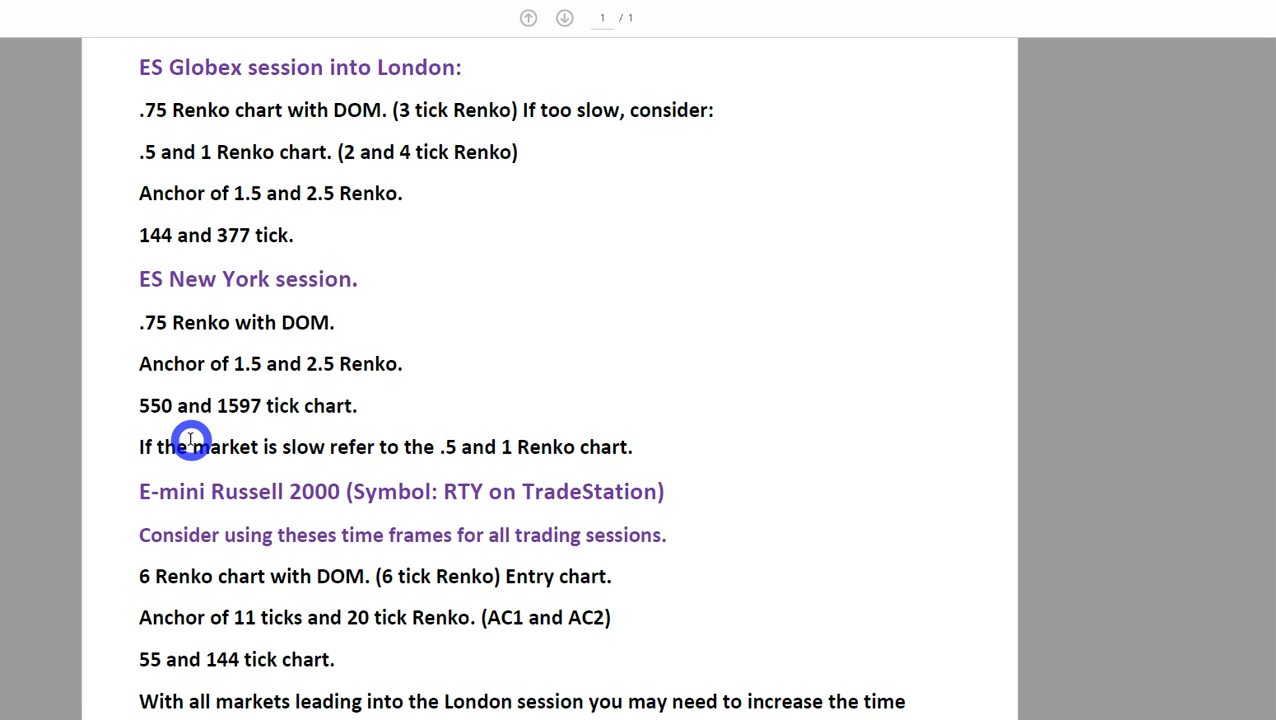 1 / 1
ES Globex session into London:
.75 Renko chart with DOM. (3 tick Renko) If too slow, consider:
.5 and 1 Renko chart. (2 and 4 tick Renko)
Anchor of 1.5 and 2.5 Renko.
144 and 377 tick.
ES New York session.
.75 Renko with DOM.
Anchor of 1.5 and 2.5 Renko.
550 and 1597 tick chart.
If the market is slow refer to the .5 and 1 Renko chart.
E-mini Russell 2000 (Symbol: RTY on TradeStation)
Consider using theses time frames for all trading sessions.
6 Renko chart with DOM. (6 tick Renko) Entry chart.
Anchor of 11 ticks and 20 tick Renko. (AC1 and AC2)
55 and 144 tick chart.
With all markets leading into the London session you may need to increase the time